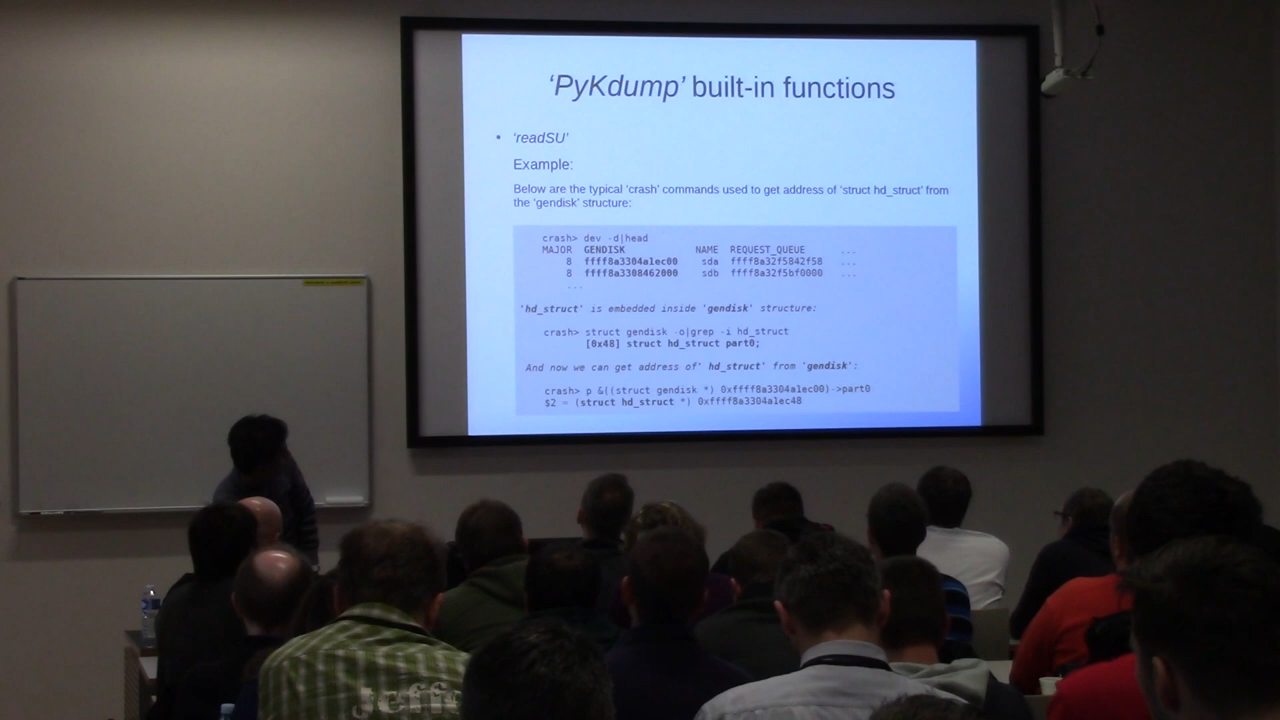 ‘PyKdump’ built-in functions
• ‘readSU’
Example:
Below are the typical ‘crash’ commands used to get address of ‘struct hd_struct’ from
the ‘gendisk’ structure:
crash> dev -d|head
MAJOR GENDISK NAME REQUEST_QUEUE ...
8 ffff8a3304a1ec00 sda ffff8a32f5842f58 ...
8 ffff8a3308462000 sdb ffff8a32f5bf0000 ...
...
'hd_struct' is embedded inside 'gendisk' structure:
crash> struct gendisk -o|grep -i hd_struct
[0x48] struct hd_struct part0;
And now we can get address of' hd_struct' from 'gendisk':
crash> p &((struct gendisk *) 0xffff8a3304a1ec00)->part0
$2 = (struct hd_struct *) 0xffff8a3304a1ec48
Jeffe